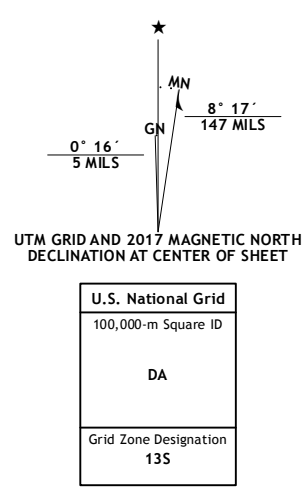 MN
8° 17´
147 MILS
GN
0° 16´
5 MILS
UTM GRID AND 2017 MAGNETIC NORTH
DECLINATION AT CENTER OF SHEET
U.S. National Grid
100,000-m Square ID
DA
Grid Zone Designation
13S